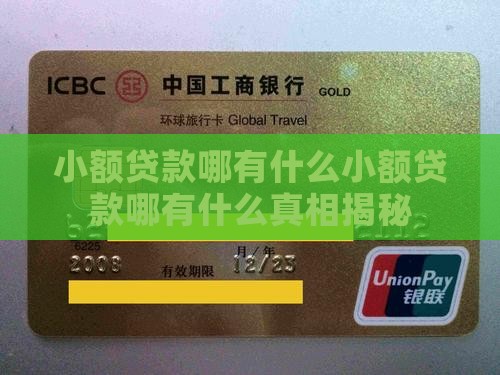 ICBC 中国工商银行 GOLD
环球旅行卡 Global Travel
小额贷款哪有什么小额贷
款哪有什么真相揭秘
6225
月/年
2008 有效期限 12/23
UnionPay
银联